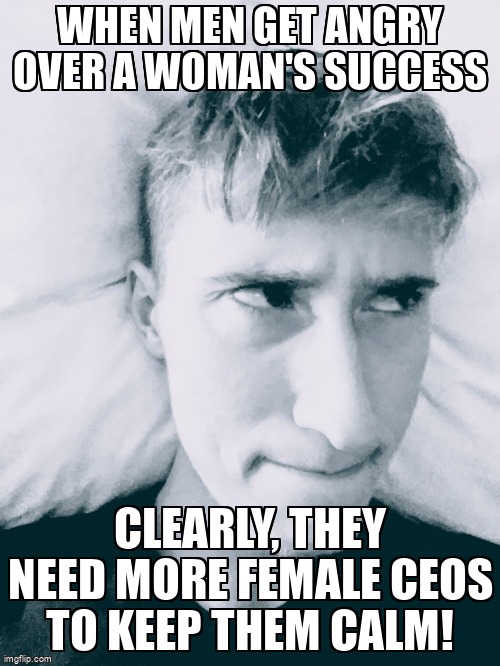 WHEN MEN GET ANGRY
OVER A WOMAN'S SUCCESS
CLEARLY, THEY
NEED MORE FEMALE CEOS
TO KEEP THEM CALM!
imgflip.com